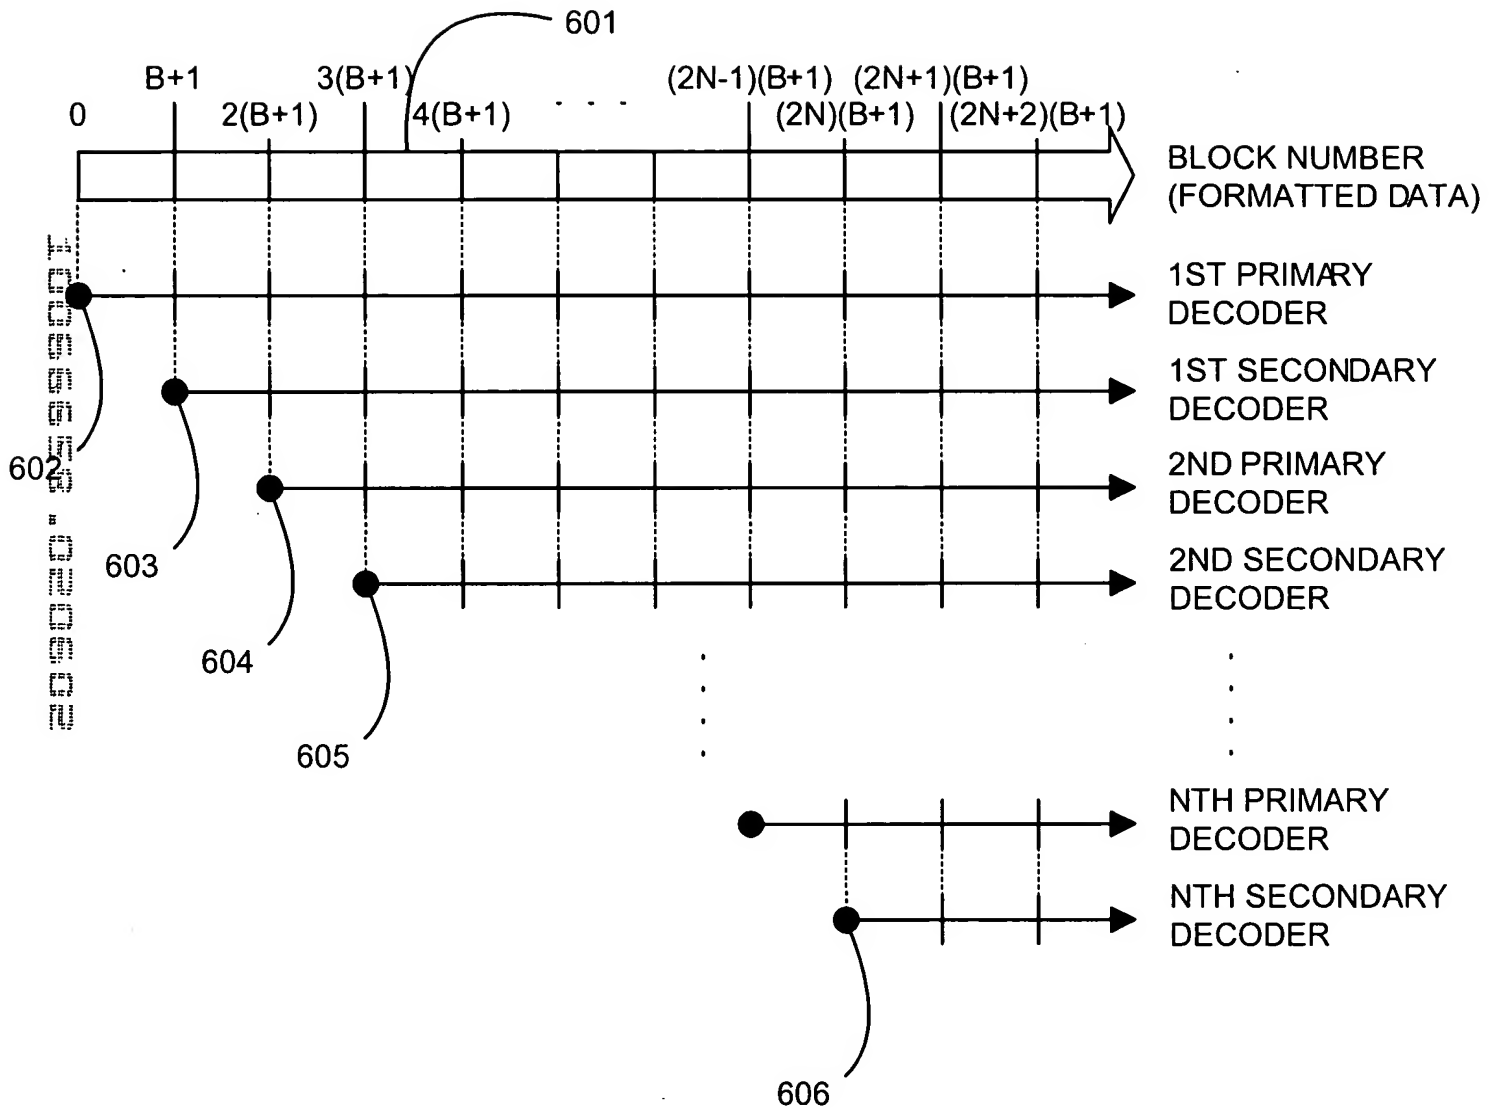 601
B+1 3(B+1) (2N-1)(B+1) (2N+1)(B+1)
0 2(B+1) 4(B+1) . . . . (2N)(B+1) (2N+2)(B+1)
BLOCK NUMBER
(FORMATTED DATA)
1ST PRIMARY
DECODER
1ST SECONDARY
DECODER
602
2ND PRIMARY
DECODER
603
2ND SECONDARY
DECODER
604
605
NTH PRIMARY
DECODER
NTH SECONDARY
DECODER
606